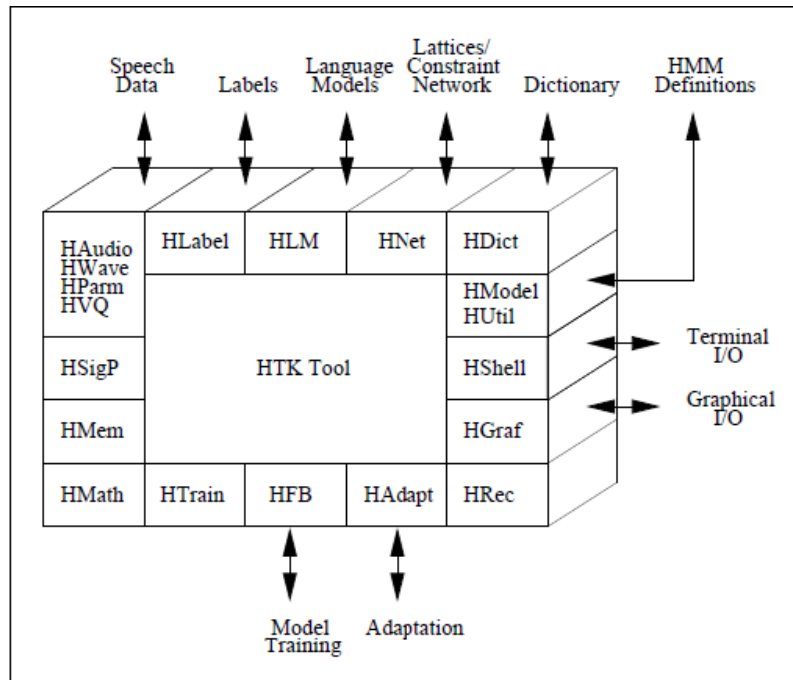 Speech
Data
Labels
Language
Models
Lattices/
Constraint
Network
Dictionary
HMM
Definitions
HAudio
HWave
HParm
HVQ
HLabel
HLM
HNet
HDict
HModel
HUtil
HSigP
HTK Tool
HShell
Terminal
I/O
HMem
HGraf
Graphical
I/O
HMath
HTrain
HFB
HAdapt
HRec
Model
Training
Adaptation